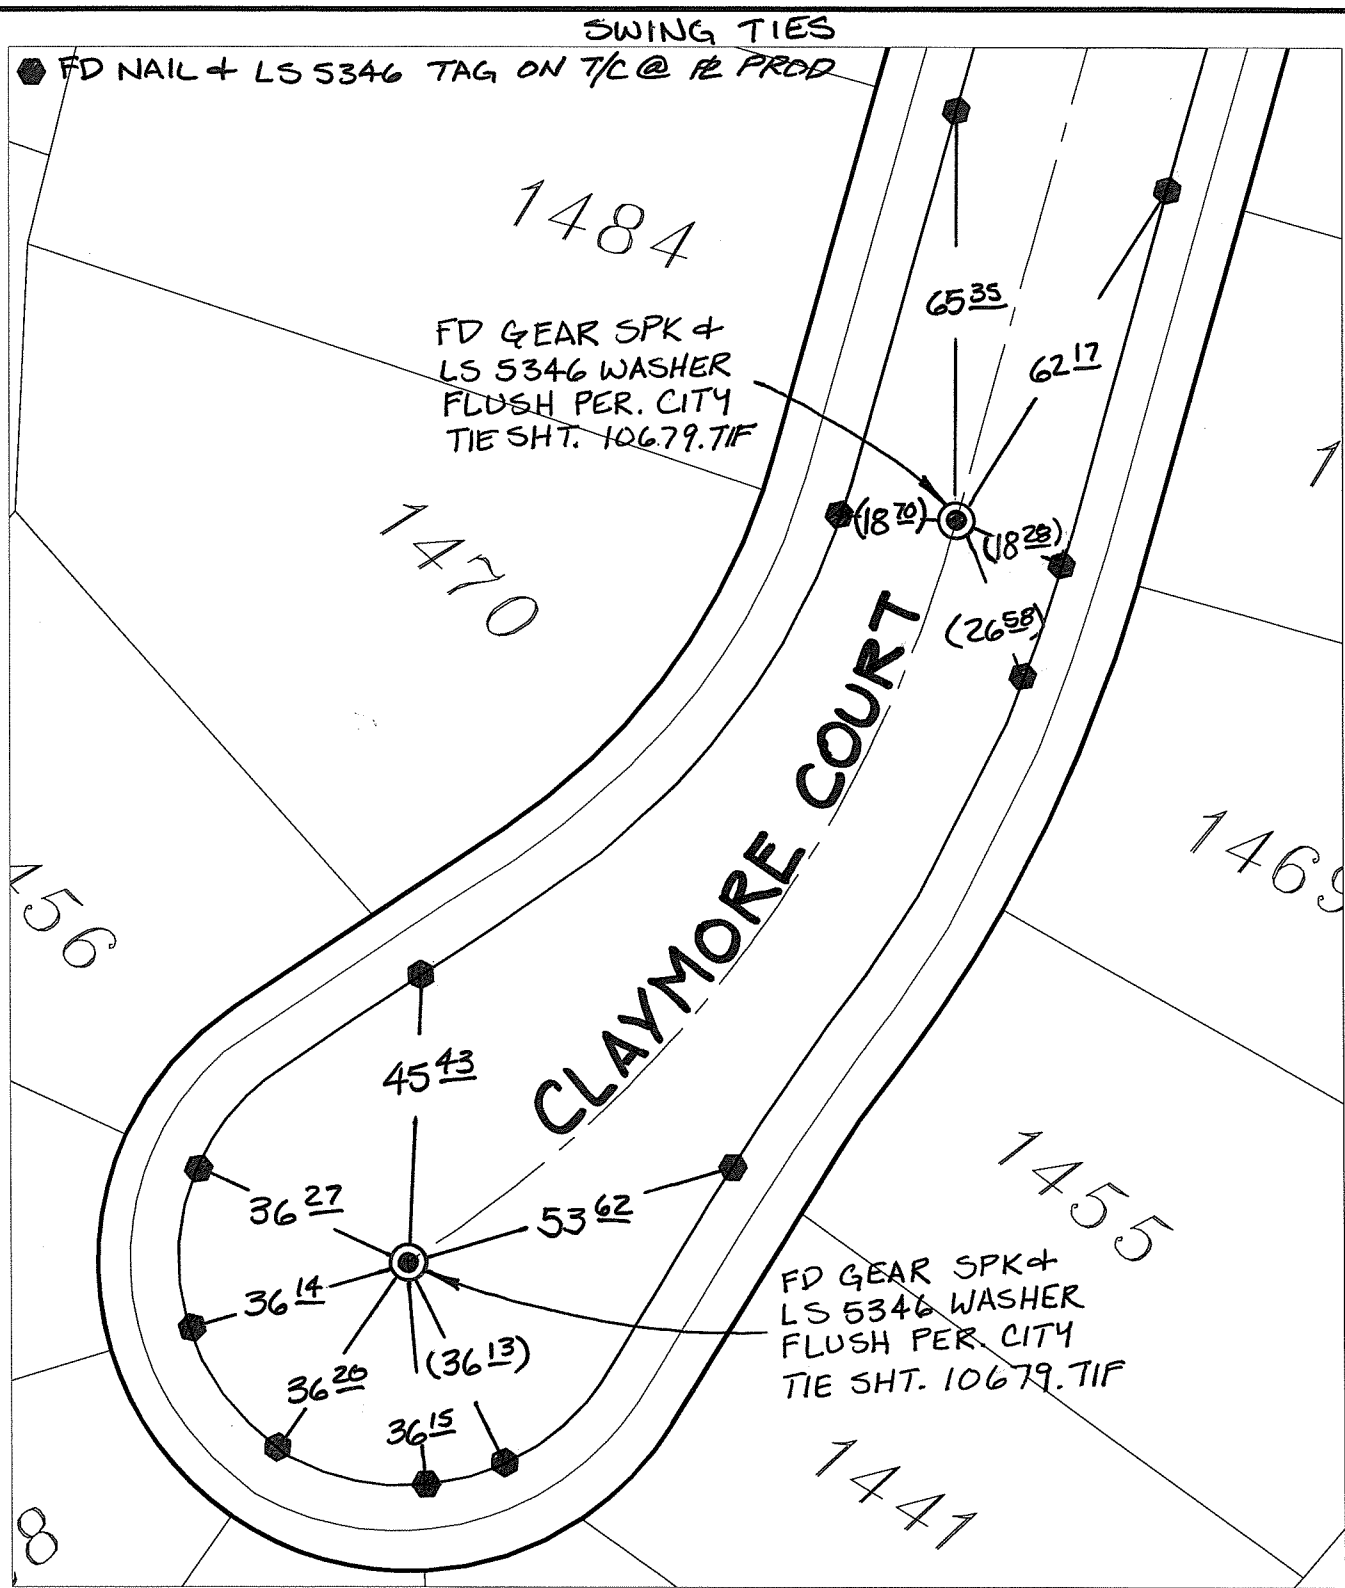 SWING TIES
FD NAIL & LS 5346 TAG ON T/C @ PL PROD
1484
FD GEAR SPK &
LS 5346 WASHER
FLUSH PER. CITY
TIE SHT. 10679.TIF
65 35
62 17
1
(18 70)
(18 28)
(26 58)
1470
CLAYMORE COURT
1469
456
45 43
1455
36 27
53 62
36 14
FD GEAR SPK &
LS 5346 WASHER
FLUSH PER. CITY
TIE SHT. 10679.TIF
(36 13)
36 20
36 15
1441
8